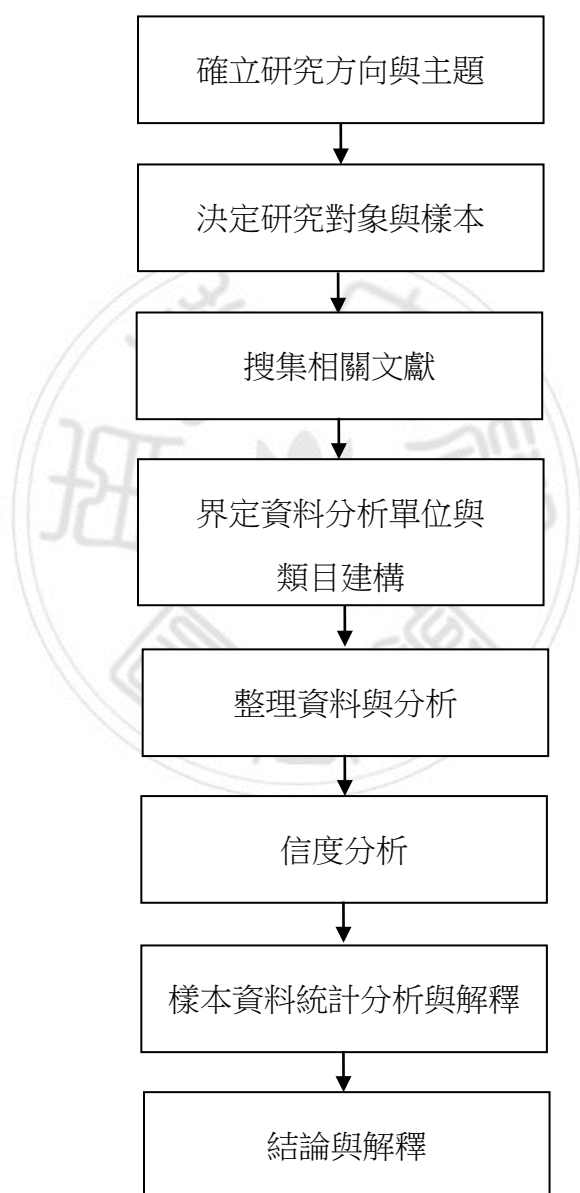 確立研究方向與主題
決定研究對象與樣本
搜集相關文獻
界定資料分析單位與
類目建構
整理資料與分析
信度分析
樣本資料統計分析與解釋
結論與解釋